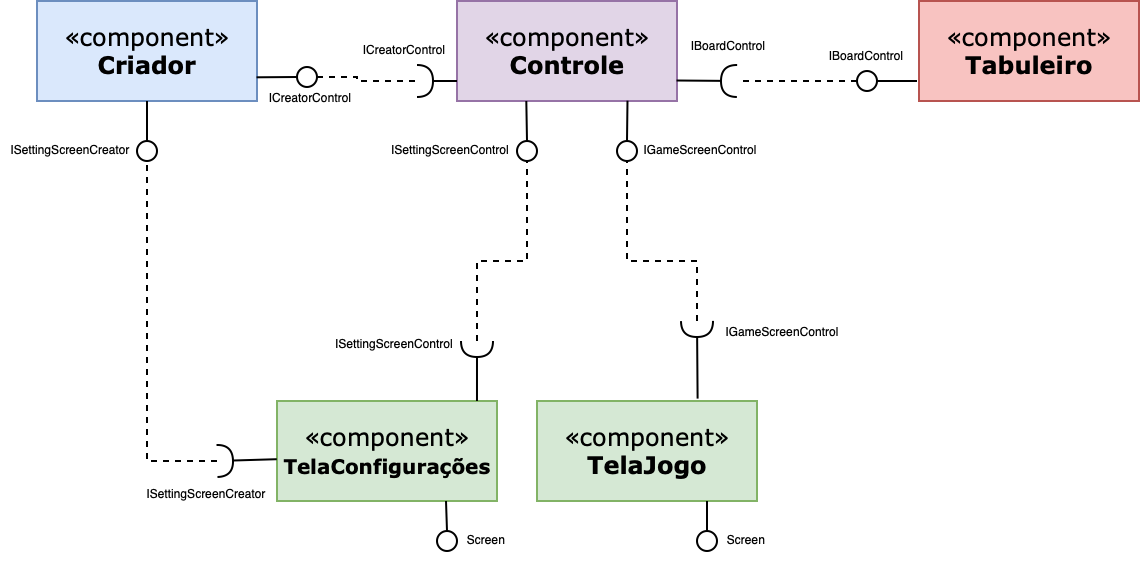 «component»
Criador
ICreatorControl
ICreatorControl
«component»
Controle
IBoardControl
IBoardControl
«component»
Tabuleiro
ISettingScreenCreator
ISettingScreenControl
IGameScreenControl
ISettingScreenControl
IGameScreenControl
«component»
TelaConfigurações
«component»
TelaJogo
ISettingScreenCreator
Screen
Screen